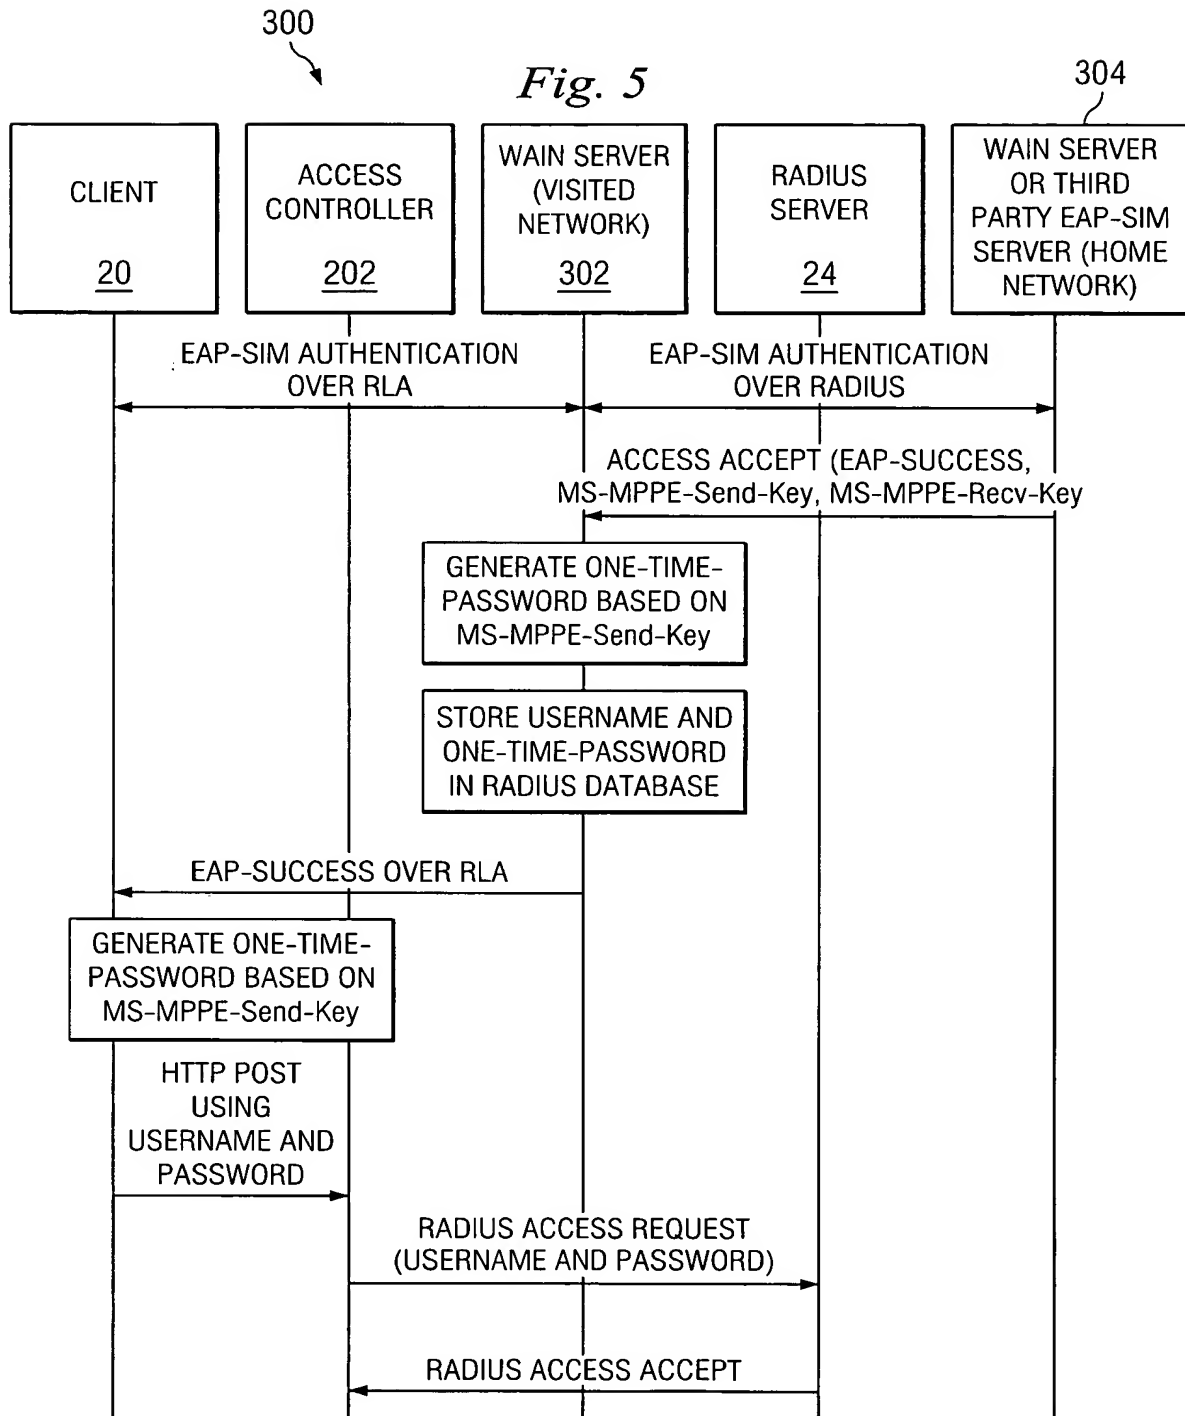 300
Fig. 5
304
CLIENT
20
ACCESS
CONTROLLER
202
WAIN SERVER
(VISITED
NETWORK)
302
RADIUS
SERVER
24
WAIN SERVER
OR THIRD
PARTY EAP-SIM
SERVER (HOME
NETWORK)
EAP-SIM AUTHENTICATION
OVER RLA
EAP-SIM AUTHENTICATION
OVER RADIUS
ACCESS ACCEPT (EAP-SUCCESS,
MS-MPPE-Send-Key, MS-MPPE-Recv-Key
GENERATE ONE-TIME-
PASSWORD BASED ON
MS-MPPE-Send-Key
STORE USERNAME AND
ONE-TIME-PASSWORD
IN RADIUS DATABASE
EAP-SUCCESS OVER RLA
GENERATE ONE-TIME-
PASSWORD BASED ON
MS-MPPE-Send-Key
HTTP POST
USING
USERNAME AND
PASSWORD
RADIUS ACCESS REQUEST
(USERNAME AND PASSWORD)
RADIUS ACCESS ACCEPT